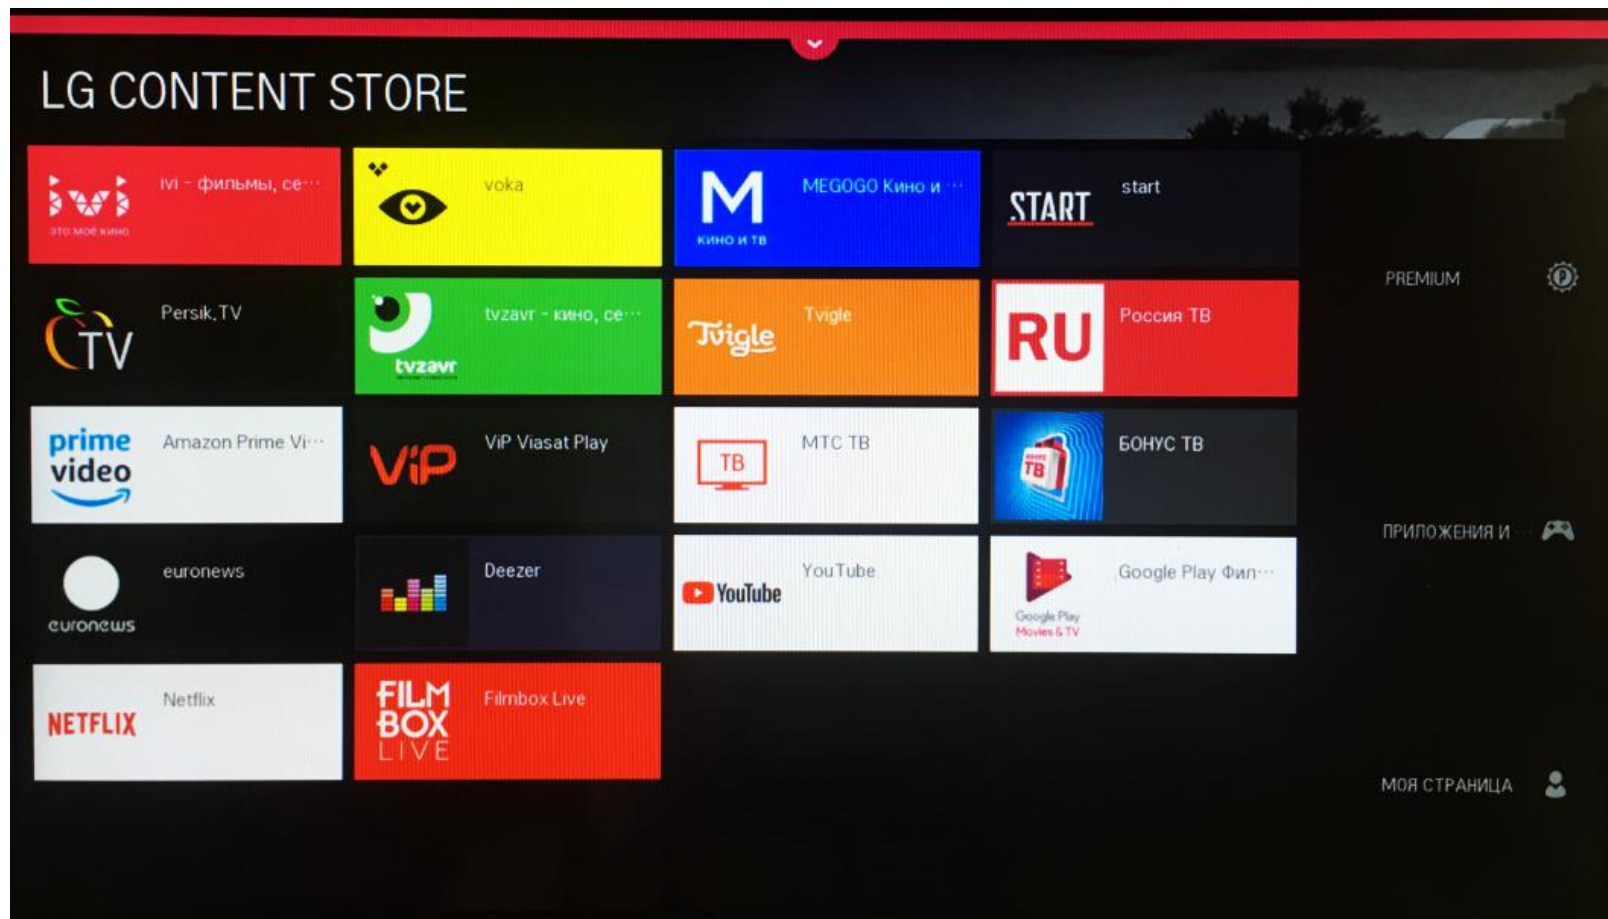 LG CONTENT STORE
ivi
ЭТО МОЁ КИНО
ivi - фильмы, се···
voka
M
КИНО И ТВ
MEGOGO Кино и ···
START
start
TV
Persik.TV
tvzavr
tvzavr - кино, се···
Tvigle
Tvigle
RU
Россия ТВ
PREMIUM
prime
video
Amazon Prime Vi···
ViP
ViP Viasat Play
ТВ
МТС ТВ
БОНУС
ТВ
БОНУС ТВ
ПРИЛОЖЕНИЯ И ···
euronews
euronews
Deezer
YouTube
YouTube
Google Play
Movies & TV
Google Play Фил···
NETFLIX
Netflix
FILM
BOX
LIVE
Filmbox Live
МОЯ СТРАНИЦА